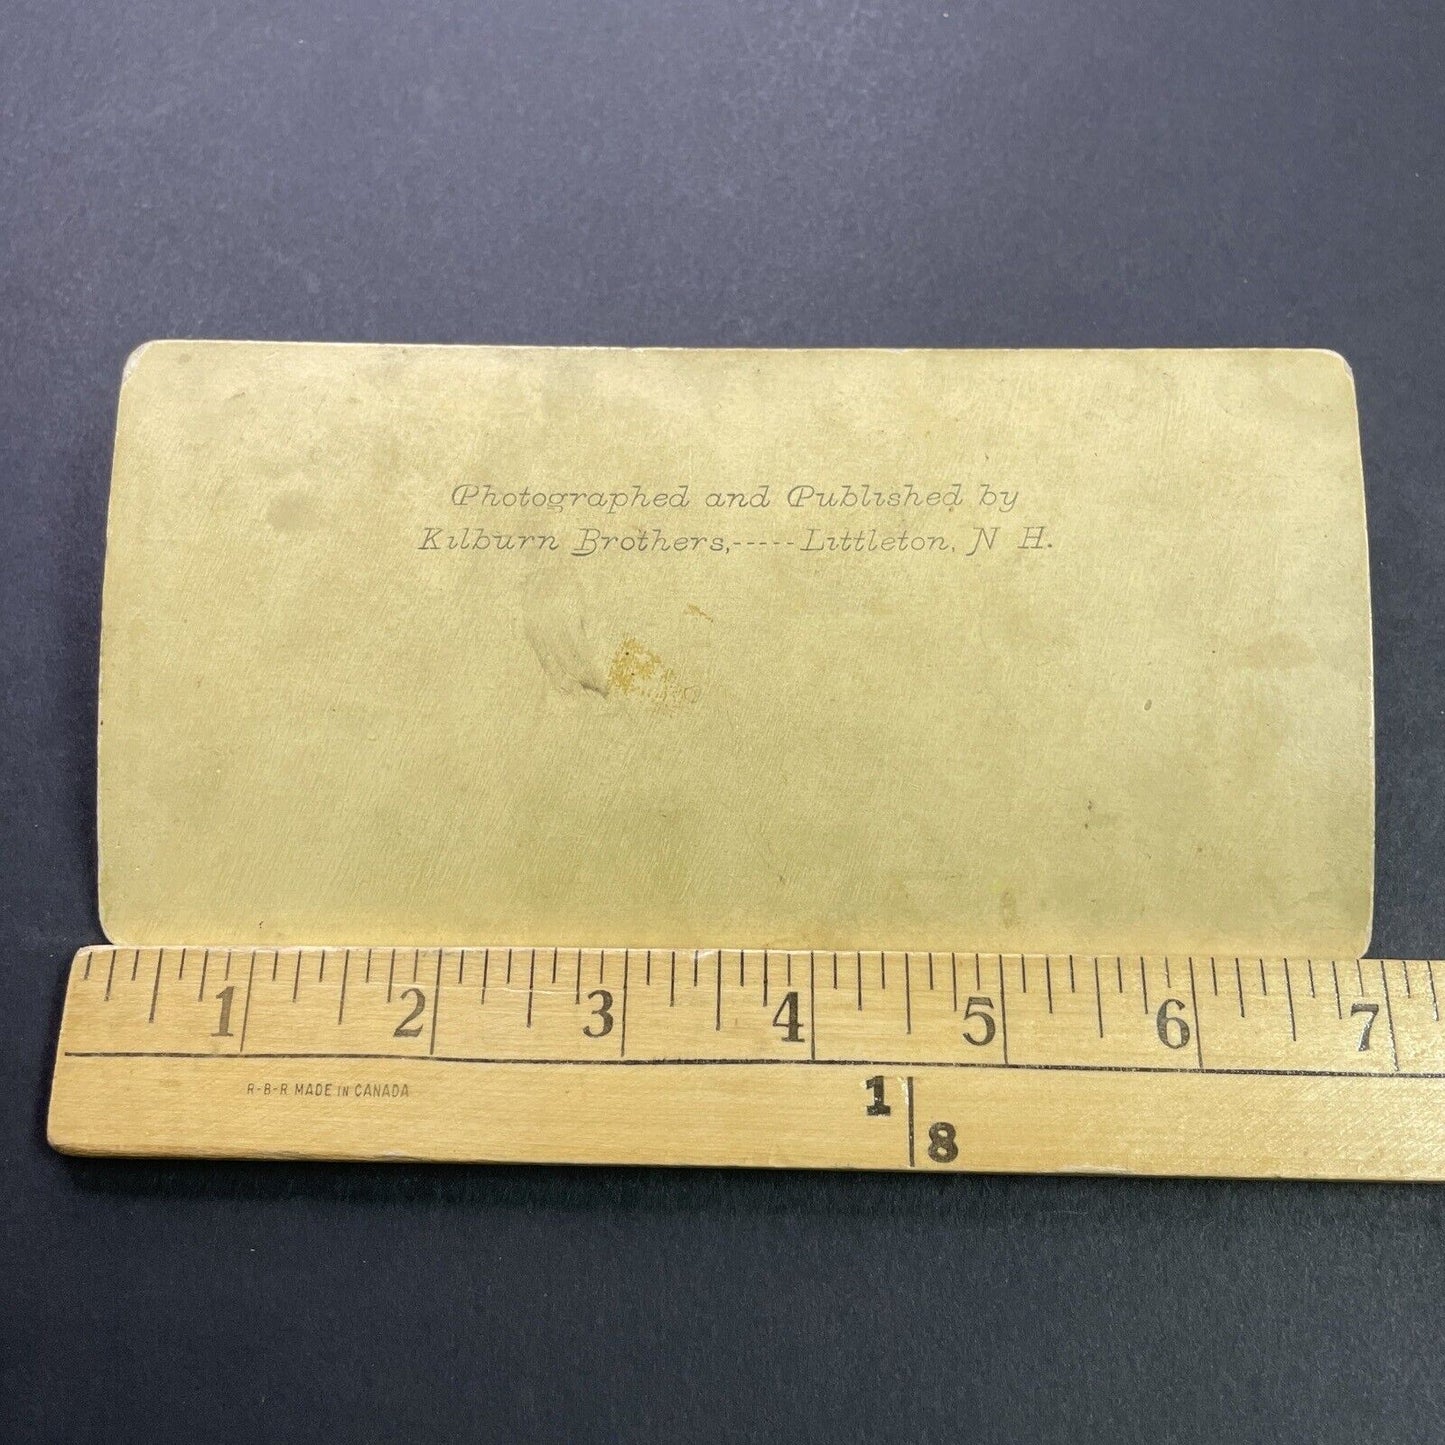 Photographed and Published by
Kilburn Brothers,-----Littleton, N H.
1 2 3 4 5 6 7
R-B-R MADE IN CANADA
1
8